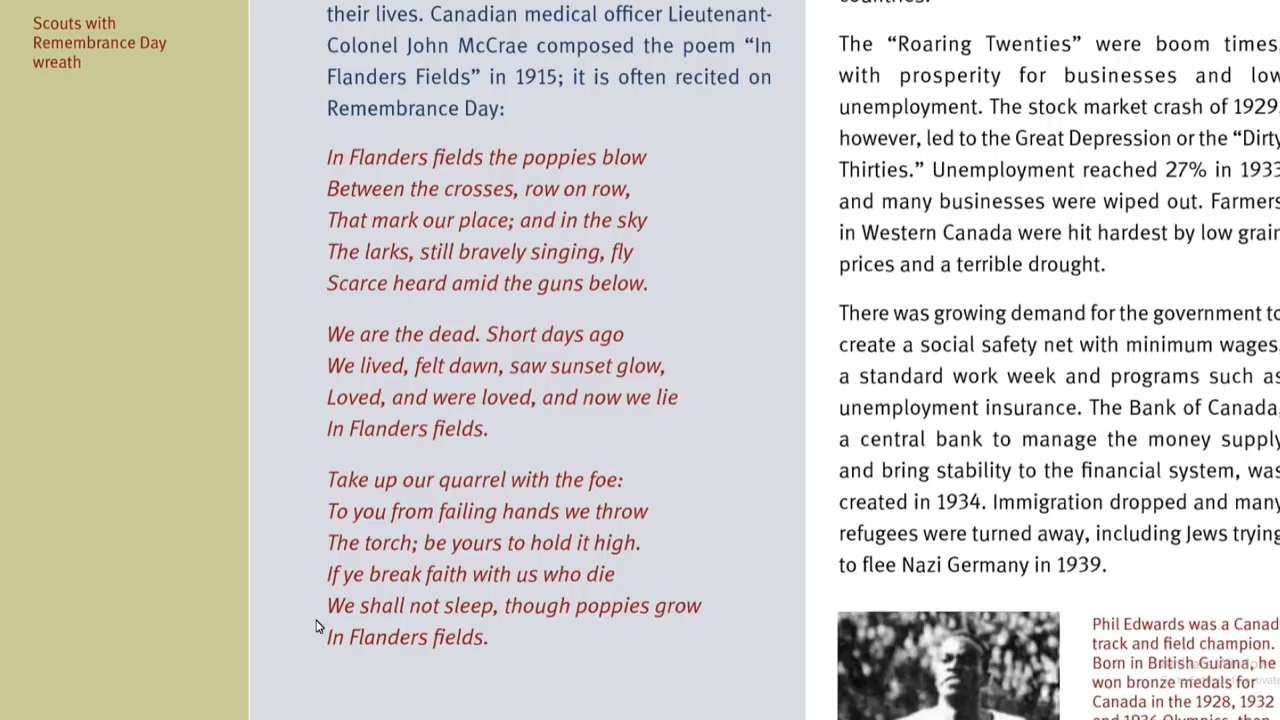 Scouts with
Remembrance Day
wreath
their lives. Canadian medical officer Lieutenant-
Colonel John McCrae composed the poem “In
Flanders Fields” in 1915; it is often recited on
Remembrance Day:
In Flanders fields the poppies blow
Between the crosses, row on row,
That mark our place; and in the sky
The larks, still bravely singing, fly
Scarce heard amid the guns below.
We are the dead. Short days ago
We lived, felt dawn, saw sunset glow,
Loved, and were loved, and now we lie
In Flanders fields.
Take up our quarrel with the foe:
To you from failing hands we throw
The torch; be yours to hold it high.
If ye break faith with us who die
We shall not sleep, though poppies grow
In Flanders fields.
countries.
The “Roaring Twenties” were boom times,
with prosperity for businesses and low
unemployment. The stock market crash of 1929,
however, led to the Great Depression or the “Dirty
Thirties.” Unemployment reached 27% in 1933
and many businesses were wiped out. Farmers
in Western Canada were hit hardest by low grain
prices and a terrible drought.
There was growing demand for the government to
create a social safety net with minimum wages,
a standard work week and programs such as
unemployment insurance. The Bank of Canada,
a central bank to manage the money supply
and bring stability to the financial system, was
created in 1934. Immigration dropped and many
refugees were turned away, including Jews trying
to flee Nazi Germany in 1939.
Phil Edwards was a Canad
track and field champion.
Born in British Guiana, he
won bronze medals for
Canada in the 1928, 1932
and 1936 Olympics, then